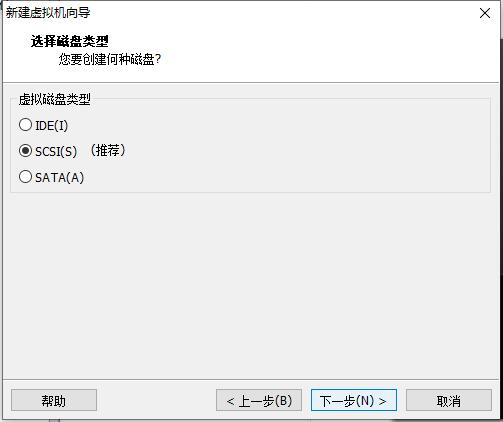 新建虚拟机向导
选择磁盘类型
您要创建何种磁盘?
虚拟磁盘类型
IDE(I)
SCSI(S) （推荐）
SATA(A)
帮助 < 上一步(B) 下一步(N) > 取消